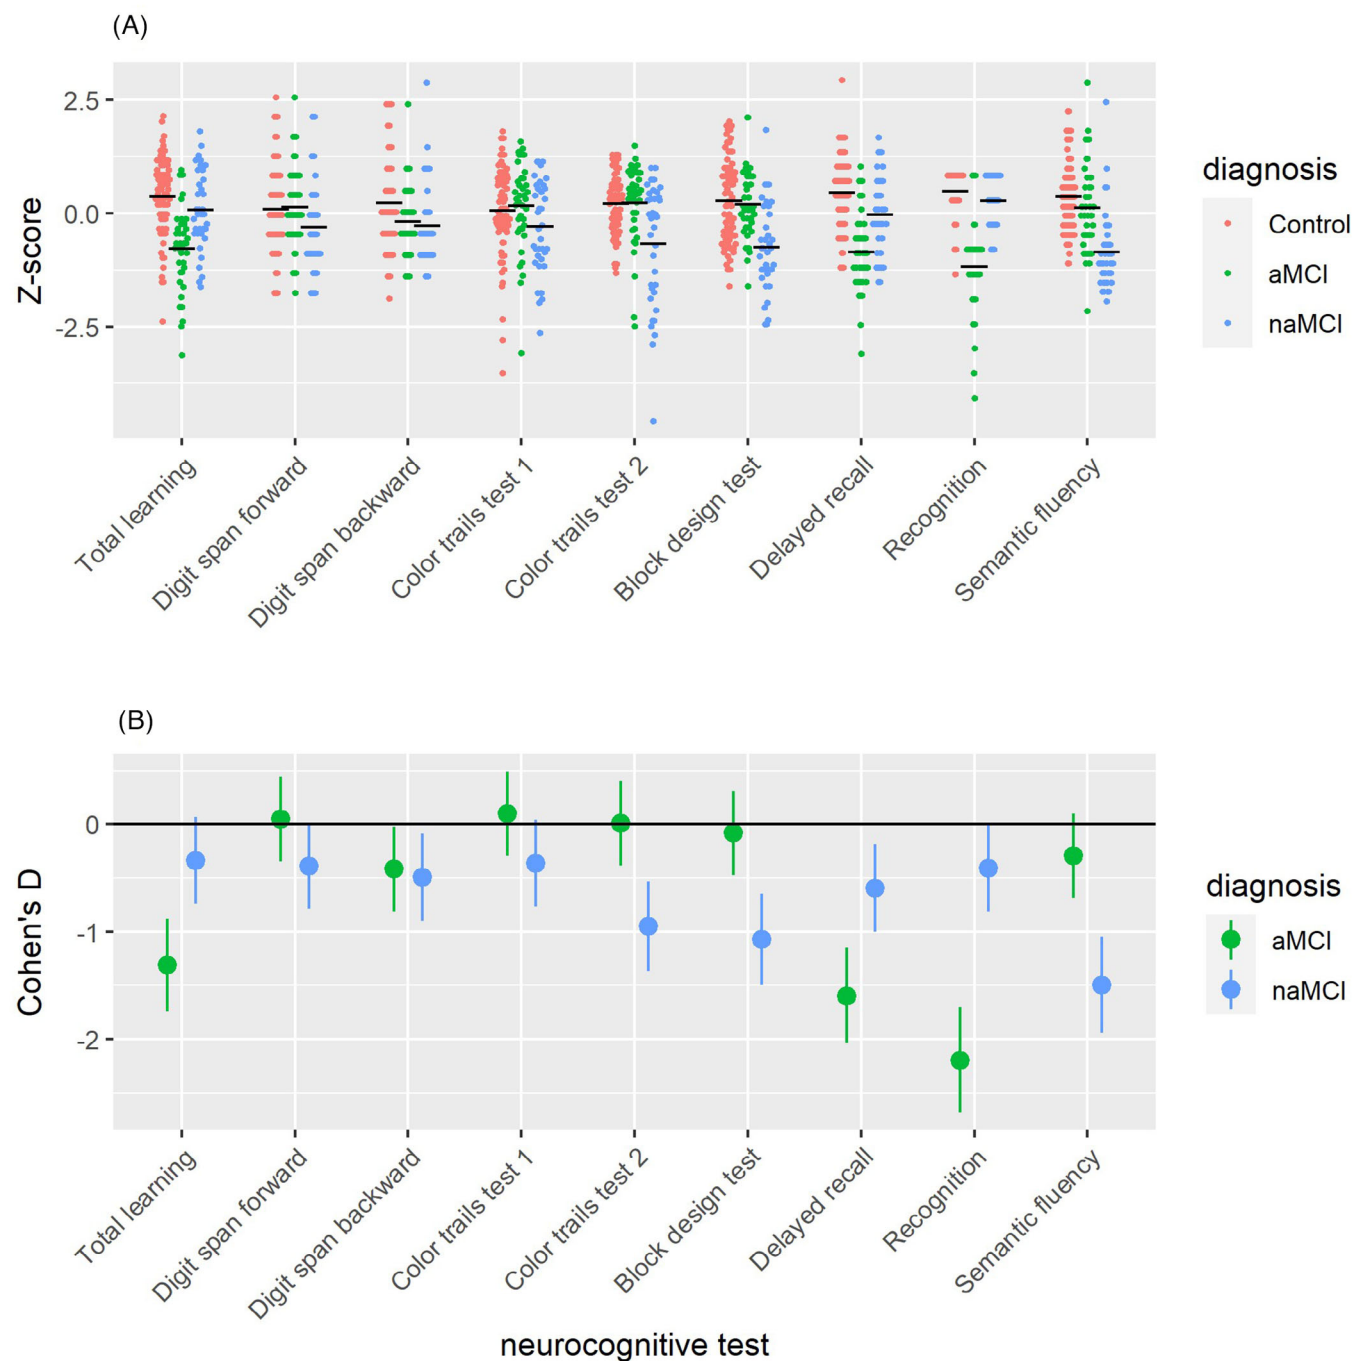 (A)
2.5
0.0
-2.5
Z-score
Total learning
Digit span forward
Digit span backward
Color trails test 1
Color trails test 2
Block design test
Delayed recall
Recognition
Semantic fluency
diagnosis
Control
aMCI
naMCI
(B)
0
-1
-2
Cohen's D
Total learning
Digit span forward
Digit span backward
Color trails test 1
Color trails test 2
Block design test
Delayed recall
Recognition
Semantic fluency
neurocognitive test
diagnosis
aMCI
naMCI